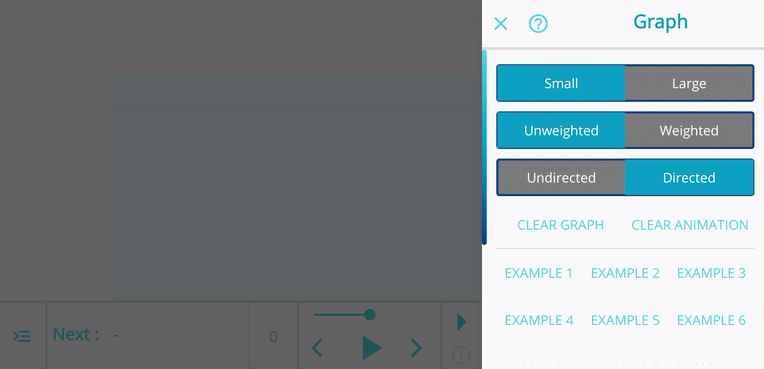 Graph
Small Large
Unweighted Weighted
Undirected Directed
CLEAR GRAPH CLEAR ANIMATION
EXAMPLE 1 EXAMPLE 2 EXAMPLE 3
EXAMPLE 4 EXAMPLE 5 EXAMPLE 6
Next : - 0